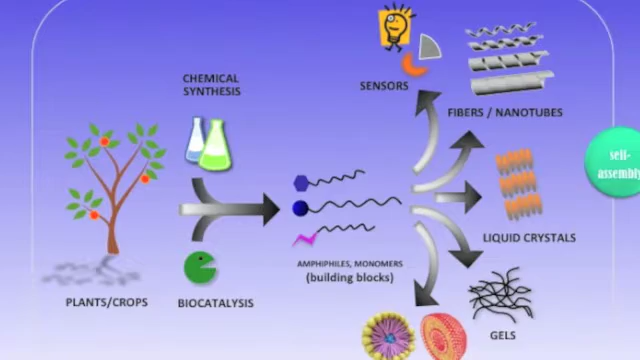 CHEMICAL
SYNTHESIS
SENSORS
FIBERS / NANOTUBES
self-
assembly
LIQUID CRYSTALS
AMPHIPHILES, MONOMERS
(building blocks)
PLANTS/CROPS
BIOCATALYSIS
GELS